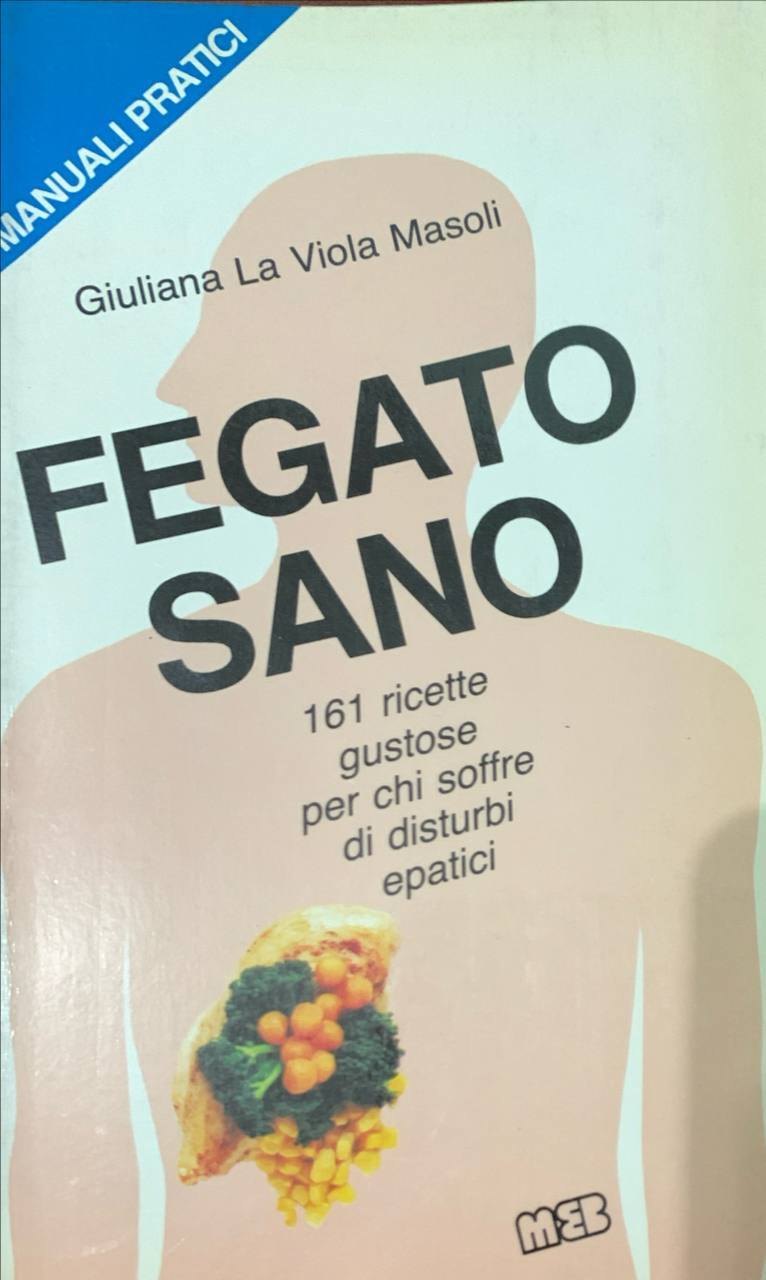 MANUALI PRATICI
Giuliana La Viola Masoli
FEGATO
SANO
161 ricette
gustose
per chi soffre
di disturbi
epatici
MEB